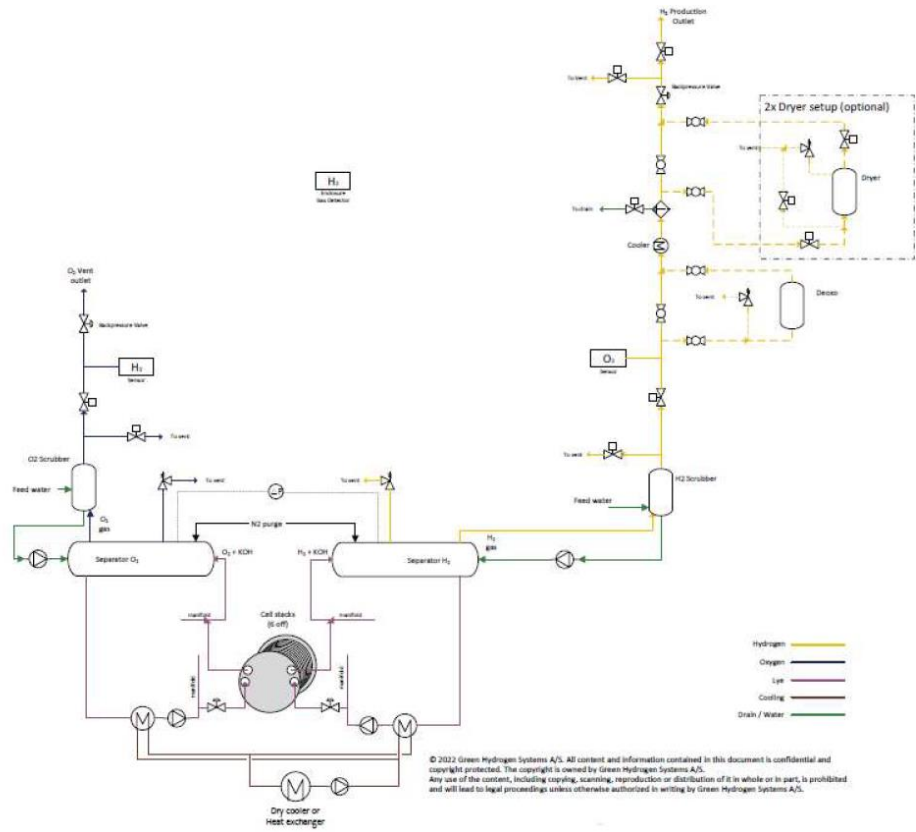 H₂ Production
Outlet
To vent
Backpressure Valve
2x Dryer setup (optional)
To vent
Dryer
H₂
Enclosure
Gas Detector
To drain
Cooler
O₂ Vent
outlet
To vent
Deoxo
Backpressure Valve
H₂
Sensor
O₂
Sensor
To vent
To vent
O2 Scrubber
H2 Scrubber
Feed water
To vent
To vent
Feed water
O₂
gas
N2 purge
O₂ + KOH
H₂ + KOH
H₂
gas
Separator O₂
Separator H₂
manifold
Cell stacks
(6 off)
manifold
manifold
manifold
Hydrogen
Oxygen
Lye
Cooling
Drain / Water
M
M
M
Dry cooler or
Heat exchanger
© 2022 Green Hydrogen Systems A/S. All content and information contained in this document is confidential and
copyright protected. The copyright is owned by Green Hydrogen Systems A/S.
Any use of the content, including copying, scanning, reproduction or distribution of it in whole or in part, is prohibited
and will lead to legal proceedings unless otherwise authorized in writing by Green Hydrogen Systems A/S.